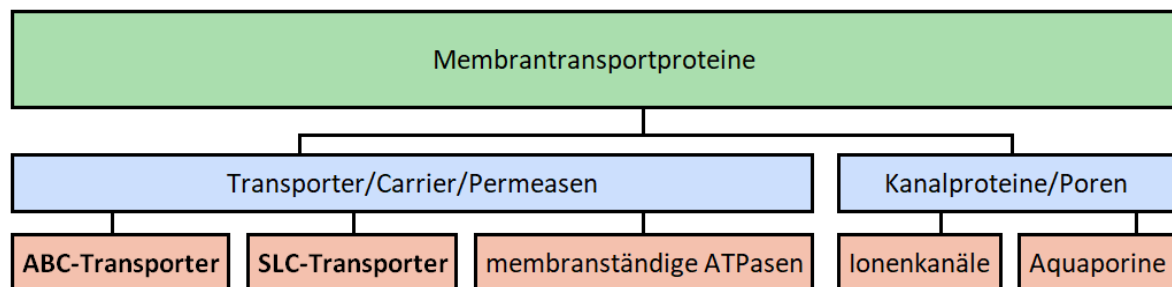 Membrantransportproteine
Transporter/Carrier/Permeasen
Kanalproteine/Poren
ABC-Transporter
SLC-Transporter
membranständige ATPasen
Ionenkanäle
Aquaporine